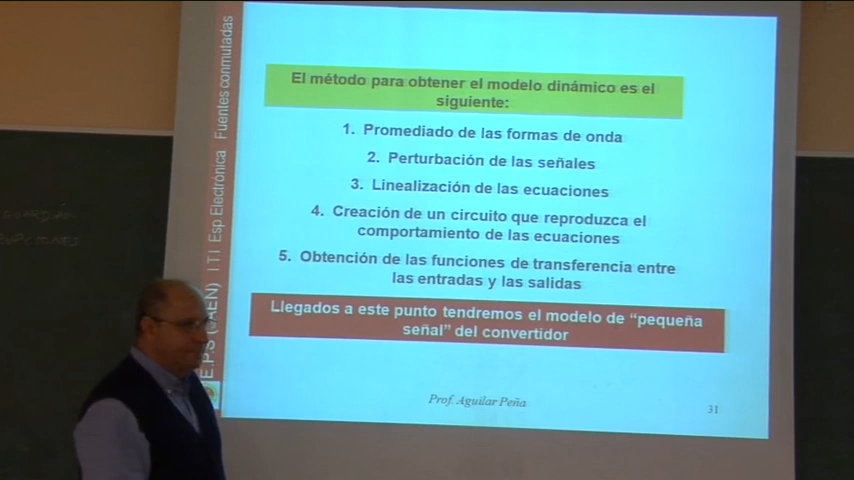 El método para obtener el modelo dinámico es el
siguiente:
1. Promediado de las formas de onda
2. Perturbación de las señales
3. Linealización de las ecuaciones
4. Creación de un circuito que reproduzca el
comportamiento de las ecuaciones
5. Obtención de las funciones de transferencia entre
las entradas y las salidas
Llegados a este punto tendremos el modelo de “pequeña
señal” del convertidor
Prof. Aguilar Peña
31
E.P.S (JAEN) I T I Esp Electrónica Fuentes conmutadas